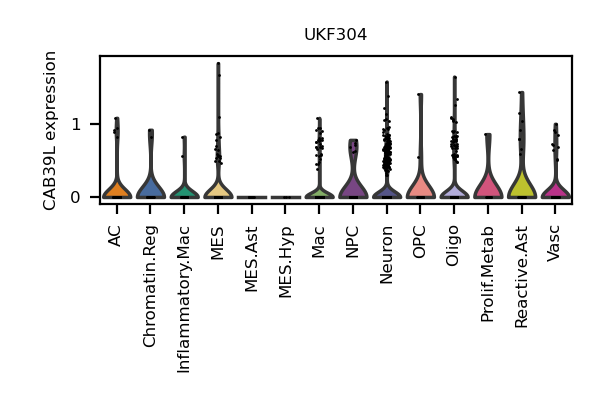 UKF304
CAB39L expression
1
0
AC
Chromatin.Reg
Inflammatory.Mac
MES
MES.Ast
MES.Hyp
Mac
NPC
Neuron
OPC
Oligo
Prolif.Metab
Reactive.Ast
Vasc